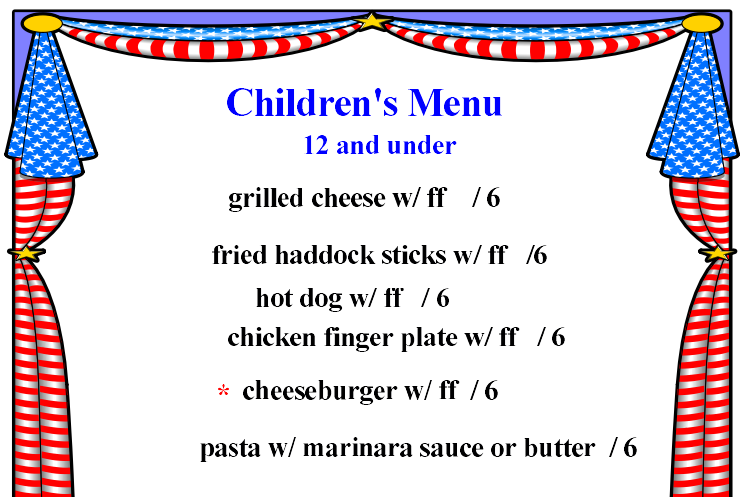 Children's Menu
12 and under
grilled cheese w/ ff / 6
fried haddock sticks w/ ff /6
hot dog w/ ff / 6
chicken finger plate w/ ff / 6
* cheeseburger w/ ff / 6
pasta w/ marinara sauce or butter / 6